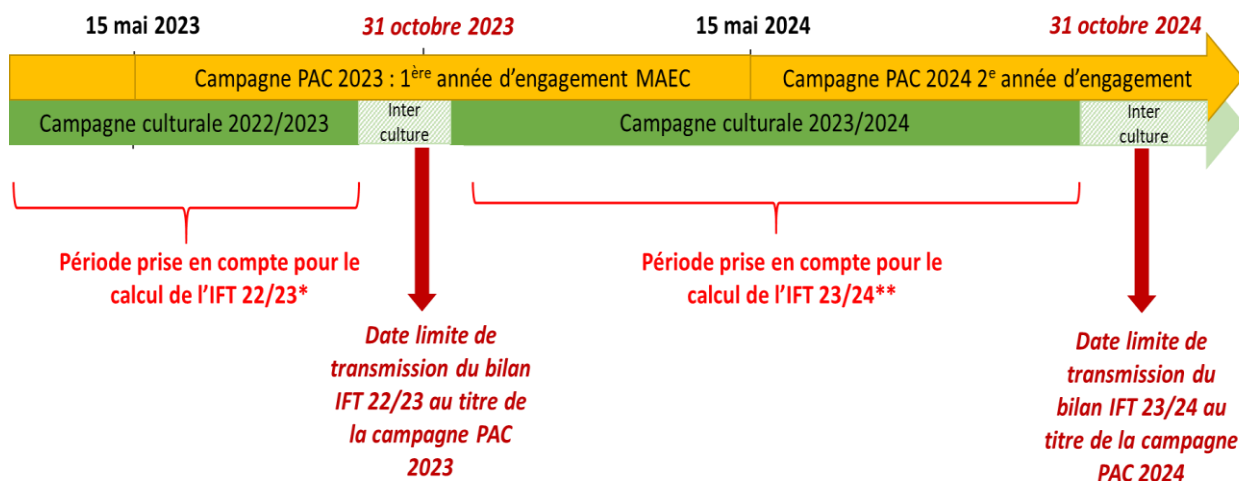 15 mai 2023
31 octobre 2023
15 mai 2024
31 octobre 2024
Campagne PAC 2023 : 1ère année d’engagement MAEC
Campagne PAC 2024 2e année d’engagement
Campagne culturale 2022/2023
Inter
culture
Campagne culturale 2023/2024
Inter
culture
Période prise en compte pour le
calcul de l’IFT 22/23*
Période prise en compte pour le
calcul de l’IFT 23/24**
Date limite de
transmission du bilan
IFT 22/23 au titre de
la campagne PAC
2023
Date limite de
transmission du
bilan IFT 23/24 au
titre de la campagne
PAC 2024